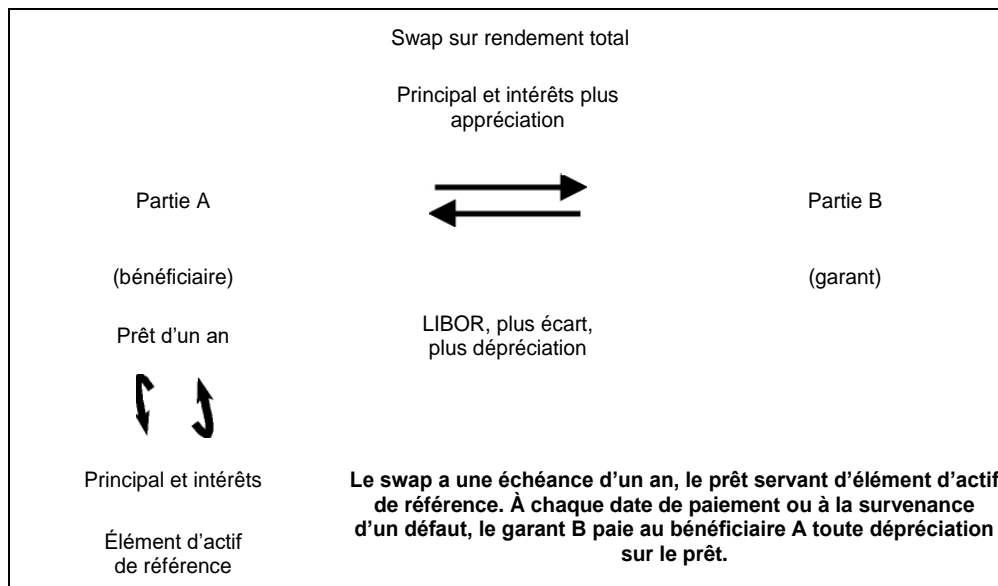 Swap sur rendement total
Principal et intérêts plus
appréciation
Partie A
Partie B
(bénéficiaire)
(garant)
Prêt d'un an
LIBOR, plus écart,
plus dépréciation
Principal et intérêts
Élément d'actif
de référence
Le swap a une échéance d'un an, le prêt servant d'élément d'actif
de référence. À chaque date de paiement ou à la survenance
d'un défaut, le garant B paie au bénéficiaire A toute dépréciation
sur le prêt.